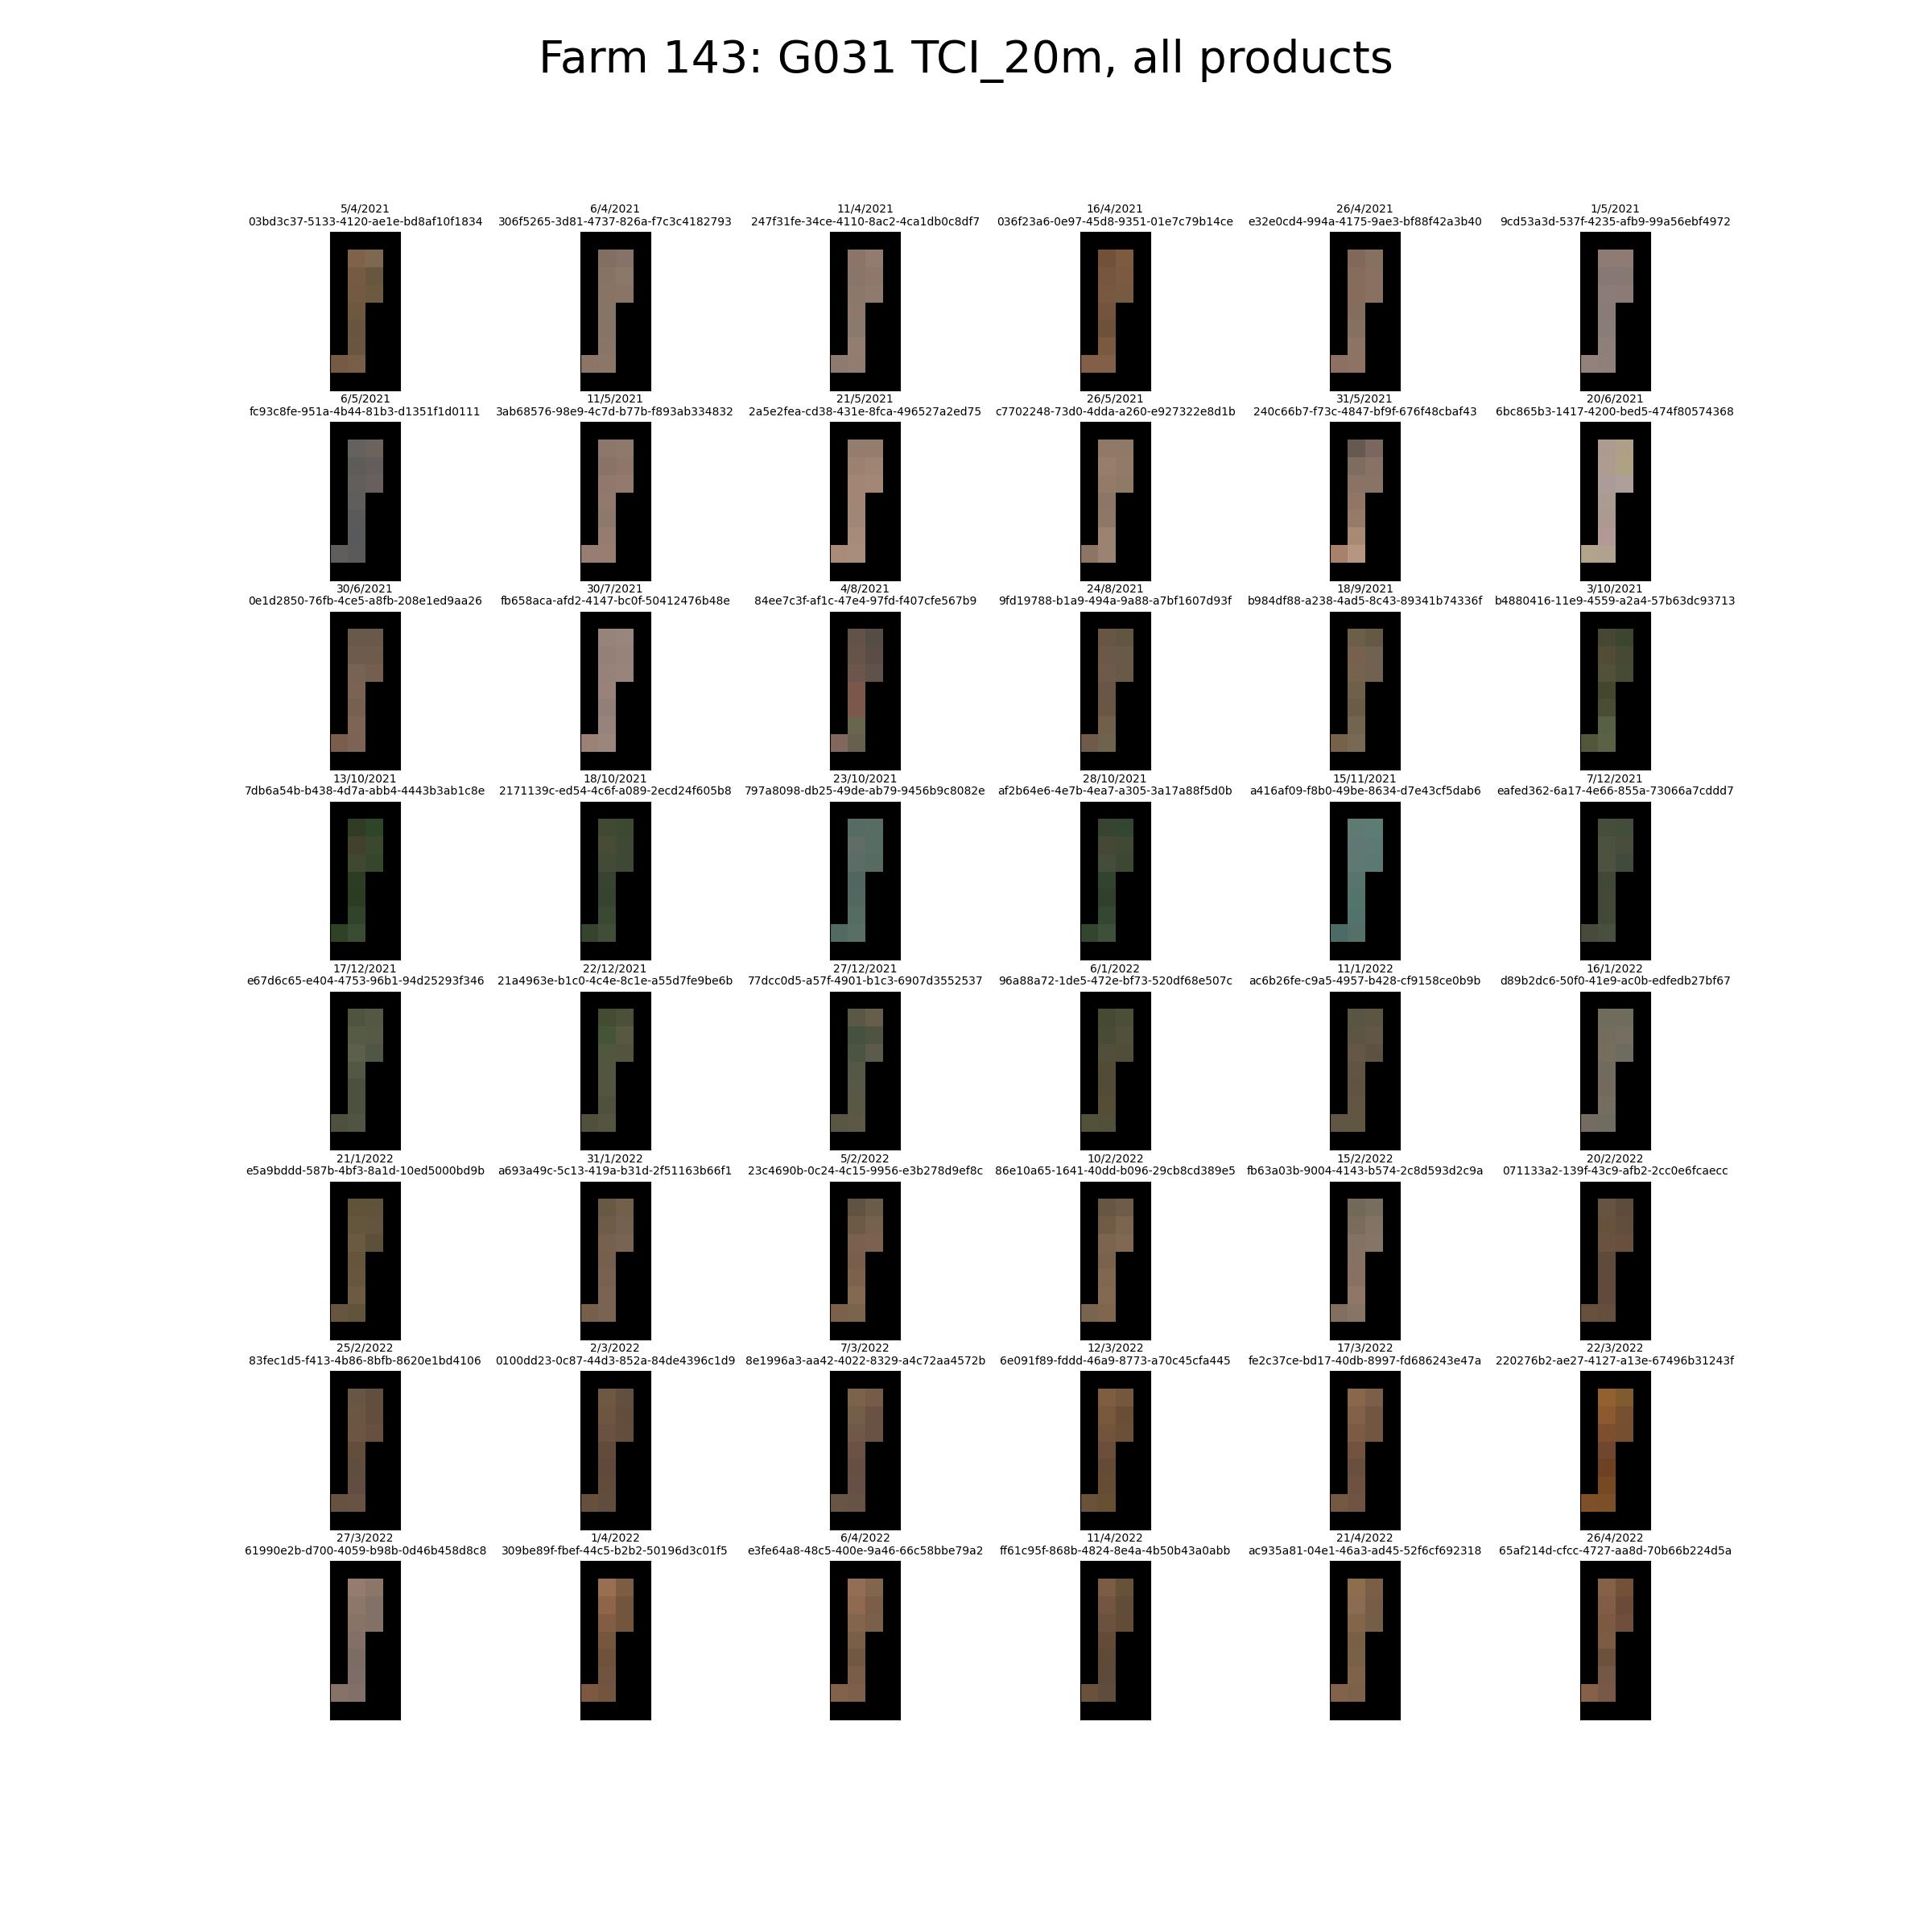 Farm 143: G031 TCI_20m, all products
5/4/2021 6/4/2021 11/4/2021 16/4/2021 26/4/2021 1/5/2021
03bd3c37-5133-4120-ae1e-bd8af10f1834 306f5265-3d81-4737-826a-f7c3c4182793 247f31fe-34ce-4110-8ac2-4ca1db0c8df7 036f23a6-0e97-45d8-9351-01e7c79b14ce e32e0cd4-994a-4175-9ae3-bf88f42a3b40 9cd53a3d-537f-4235-afb9-99a56ebf4972
6/5/2021 11/5/2021 21/5/2021 26/5/2021 31/5/2021 20/6/2021
fc93c8fe-951a-4b44-81b3-d1351f1d0111 3ab68576-98e9-4c7d-b77b-f893ab334832 2a5e2fea-cd38-431e-8fca-496527a2ed75 c7702248-73d0-4dda-a260-e927322e8d1b 240c66b7-f73c-4847-bf9f-676f48cbaf43 6bc865b3-1417-4200-bed5-474f80574368
30/6/2021 30/7/2021 4/8/2021 24/8/2021 18/9/2021 3/10/2021
0e1d2850-76fb-4ce5-a8fb-208e1ed9aa26 fb658aca-afd2-4147-bc0f-50412476b48e 84ee7c3f-af1c-47e4-97fd-f407cfe567b9 9fd19788-b1a9-494a-9a88-a7bf1607d93f b984df88-a238-4ad5-8c43-89341b74336f b4880416-11e9-4559-a2a4-57b63dc93713
13/10/2021 18/10/2021 23/10/2021 28/10/2021 15/11/2021 7/12/2021
7db6a54b-b438-4d7a-abb4-4443b3ab1c8e 2171139c-ed54-4c6f-a089-2ecd24f605b8 797a8098-db25-49de-ab79-9456b9c8082e af2b64e6-4e7b-4ea7-a305-3a17a88f5d0b a416af09-f8b0-49be-8634-d7e43cf5dab6 eafed362-6a17-4e66-855a-73066a7cddd7
17/12/2021 22/12/2021 27/12/2021 6/1/2022 11/1/2022 16/1/2022
e67d6c65-e404-4753-96b1-94d25293f346 21a4963e-b1c0-4c4e-8c1e-a55d7fe9be6b 77dcc0d5-a57f-4901-b1c3-6907d3552537 96a88a72-1de5-472e-bf73-520df68e507c ac6b26fe-c9a5-4957-b428-cf9158ce0b9b d89b2dc6-50f0-41e9-ac0b-edfedb27bf67
21/1/2022 31/1/2022 5/2/2022 10/2/2022 15/2/2022 20/2/2022
e5a9bddd-587b-4bf3-8a1d-10ed5000bd9b a693a49c-5c13-419a-b31d-2f51163b66f1 23c4690b-0c24-4c15-9956-e3b278d9ef8c 86e10a65-1641-40dd-b096-29cb8cd389e5 fb63a03b-9004-4143-b574-2c8d593d2c9a 071133a2-139f-43c9-afb2-2cc0e6fcaecc
25/2/2022 2/3/2022 7/3/2022 12/3/2022 17/3/2022 22/3/2022
83fec1d5-f413-4b86-8bfb-8620e1bd4106 0100dd23-0c87-44d3-852a-84de4396c1d9 8e1996a3-aa42-4022-8329-a4c72aa4572b 6e091f89-fddd-46a9-8773-a70c45cfa445 fe2c37ce-bd17-40db-8997-fd686243e47a 220276b2-ae27-4127-a13e-67496b31243f
27/3/2022 1/4/2022 6/4/2022 11/4/2022 21/4/2022 26/4/2022
61990e2b-d700-4059-b98b-0d46b458d8c8 309be89f-fbef-44c5-b2b2-50196d3c01f5 e3fe64a8-48c5-400e-9a46-66c58bbe79a2 ff61c95f-868b-4824-8e4a-4b50b43a0abb ac935a81-04e1-46a3-ad45-52f6cf692318 65af214d-cfcc-4727-aa8d-70b66b224d5a